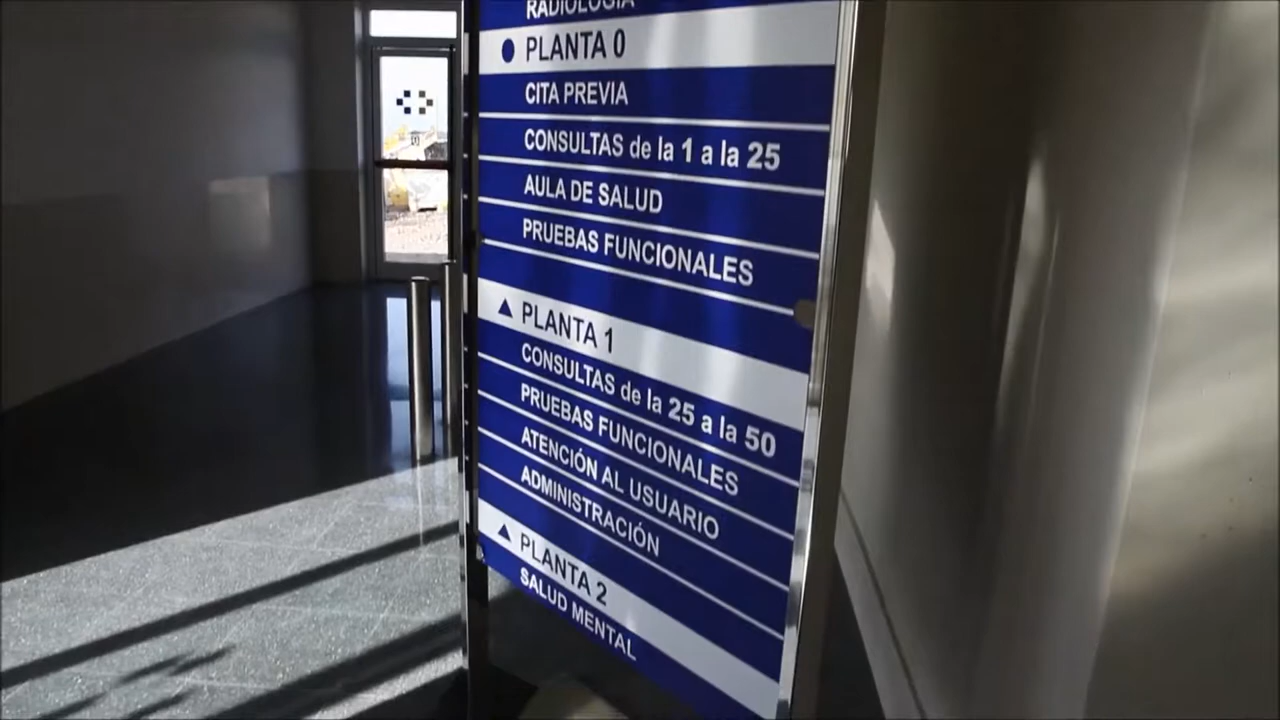 RADIOLOGÍA
PLANTA 0
CITA PREVIA
CONSULTAS de la 1 a la 25
AULA DE SALUD
PRUEBAS FUNCIONALES
PLANTA 1
CONSULTAS de la 25 a la 50
PRUEBAS FUNCIONALES
ATENCIÓN AL USUARIO
ADMINISTRACIÓN
PLANTA 2
SALUD MENTAL